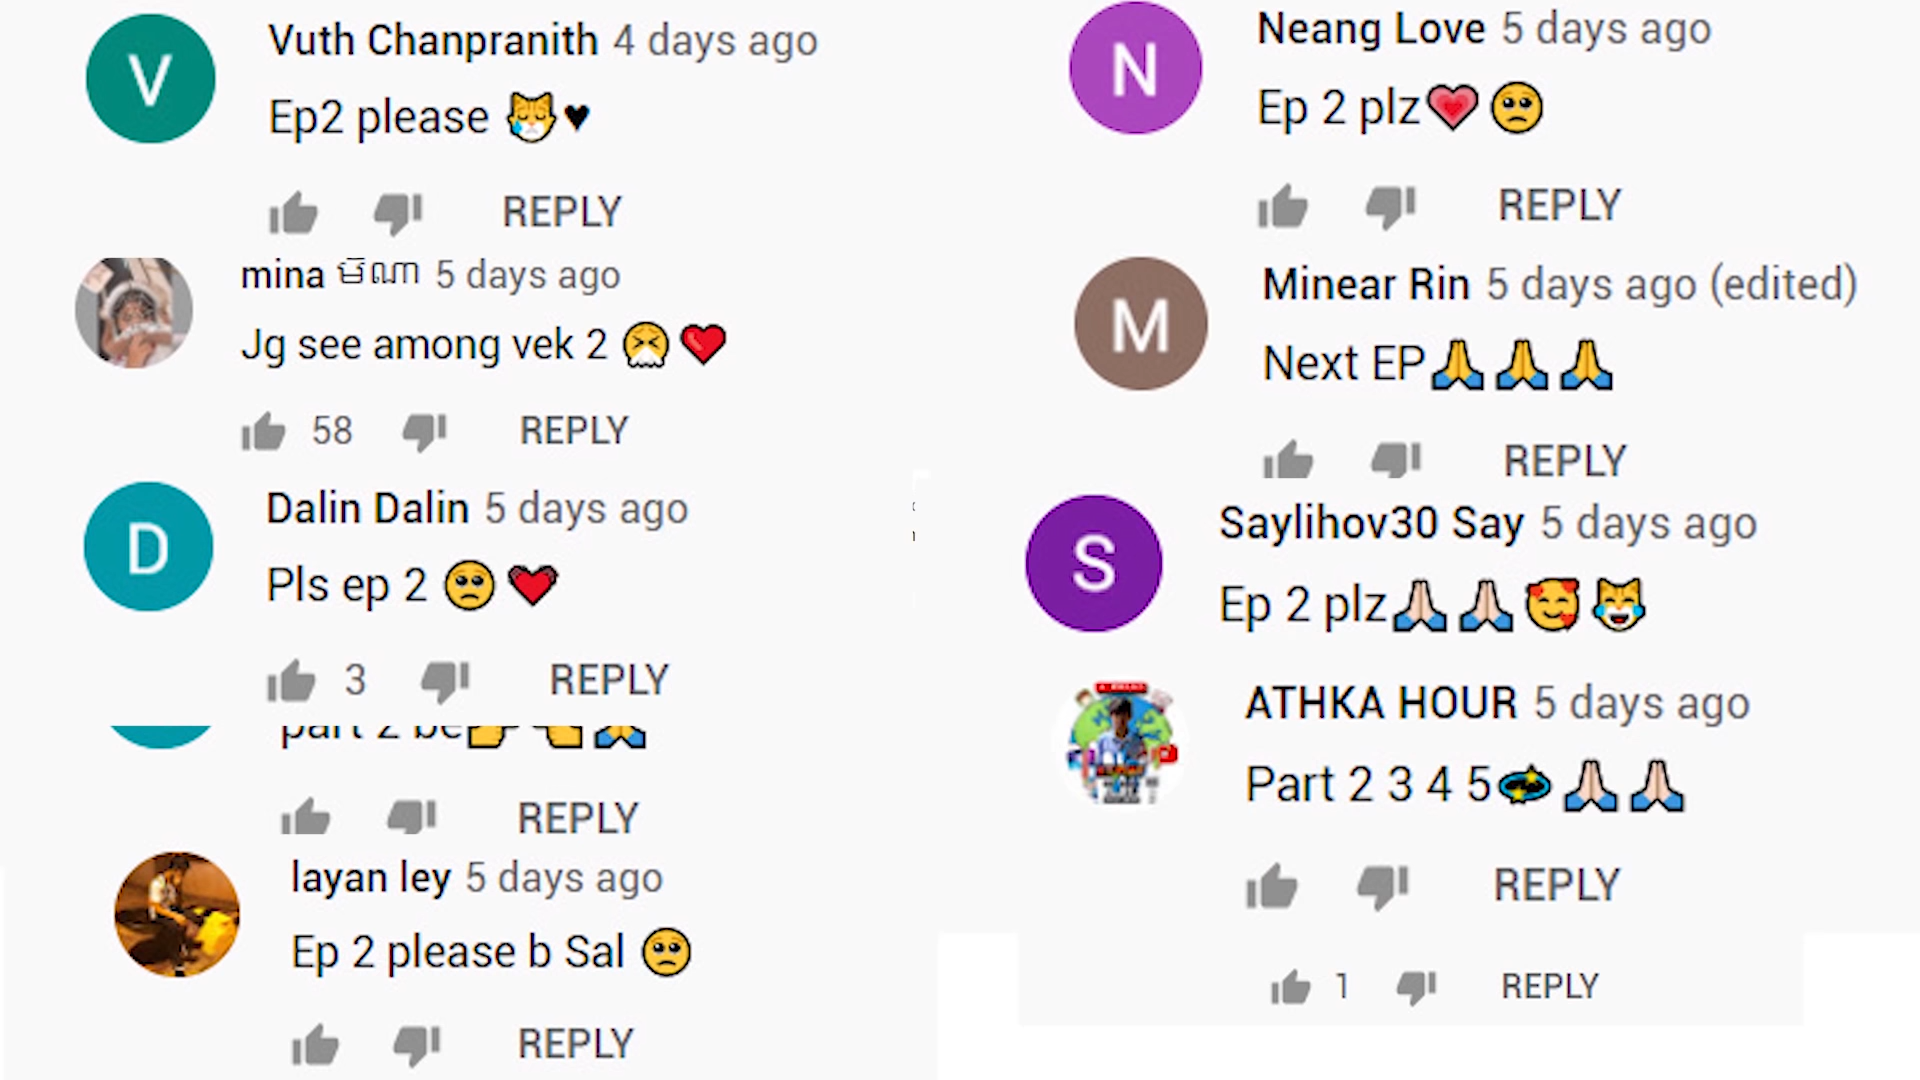 Vuth Chanpranith 4 days ago
Ep2 please 😿♥
REPLY
mina មីណា 5 days ago
Jg see among vek 2 😤❤️
58 REPLY
Dalin Dalin 5 days ago
Pls ep 2 🥺💓
3 REPLY
part 2 be👉👈🙏
REPLY
layan ley 5 days ago
Ep 2 please b Sal 🥺
REPLY
Neang Love 5 days ago
Ep 2 plz💗🥺
REPLY
Minear Rin 5 days ago (edited)
Next EP🙏🙏🙏
REPLY
Saylihov30 Say 5 days ago
Ep 2 plz🙏🏻🙏🏻🥰😹
REPLY
ATHKA HOUR 5 days ago
Part 2 3 4 5💫🙏🏻🙏🏻
REPLY
1 REPLY